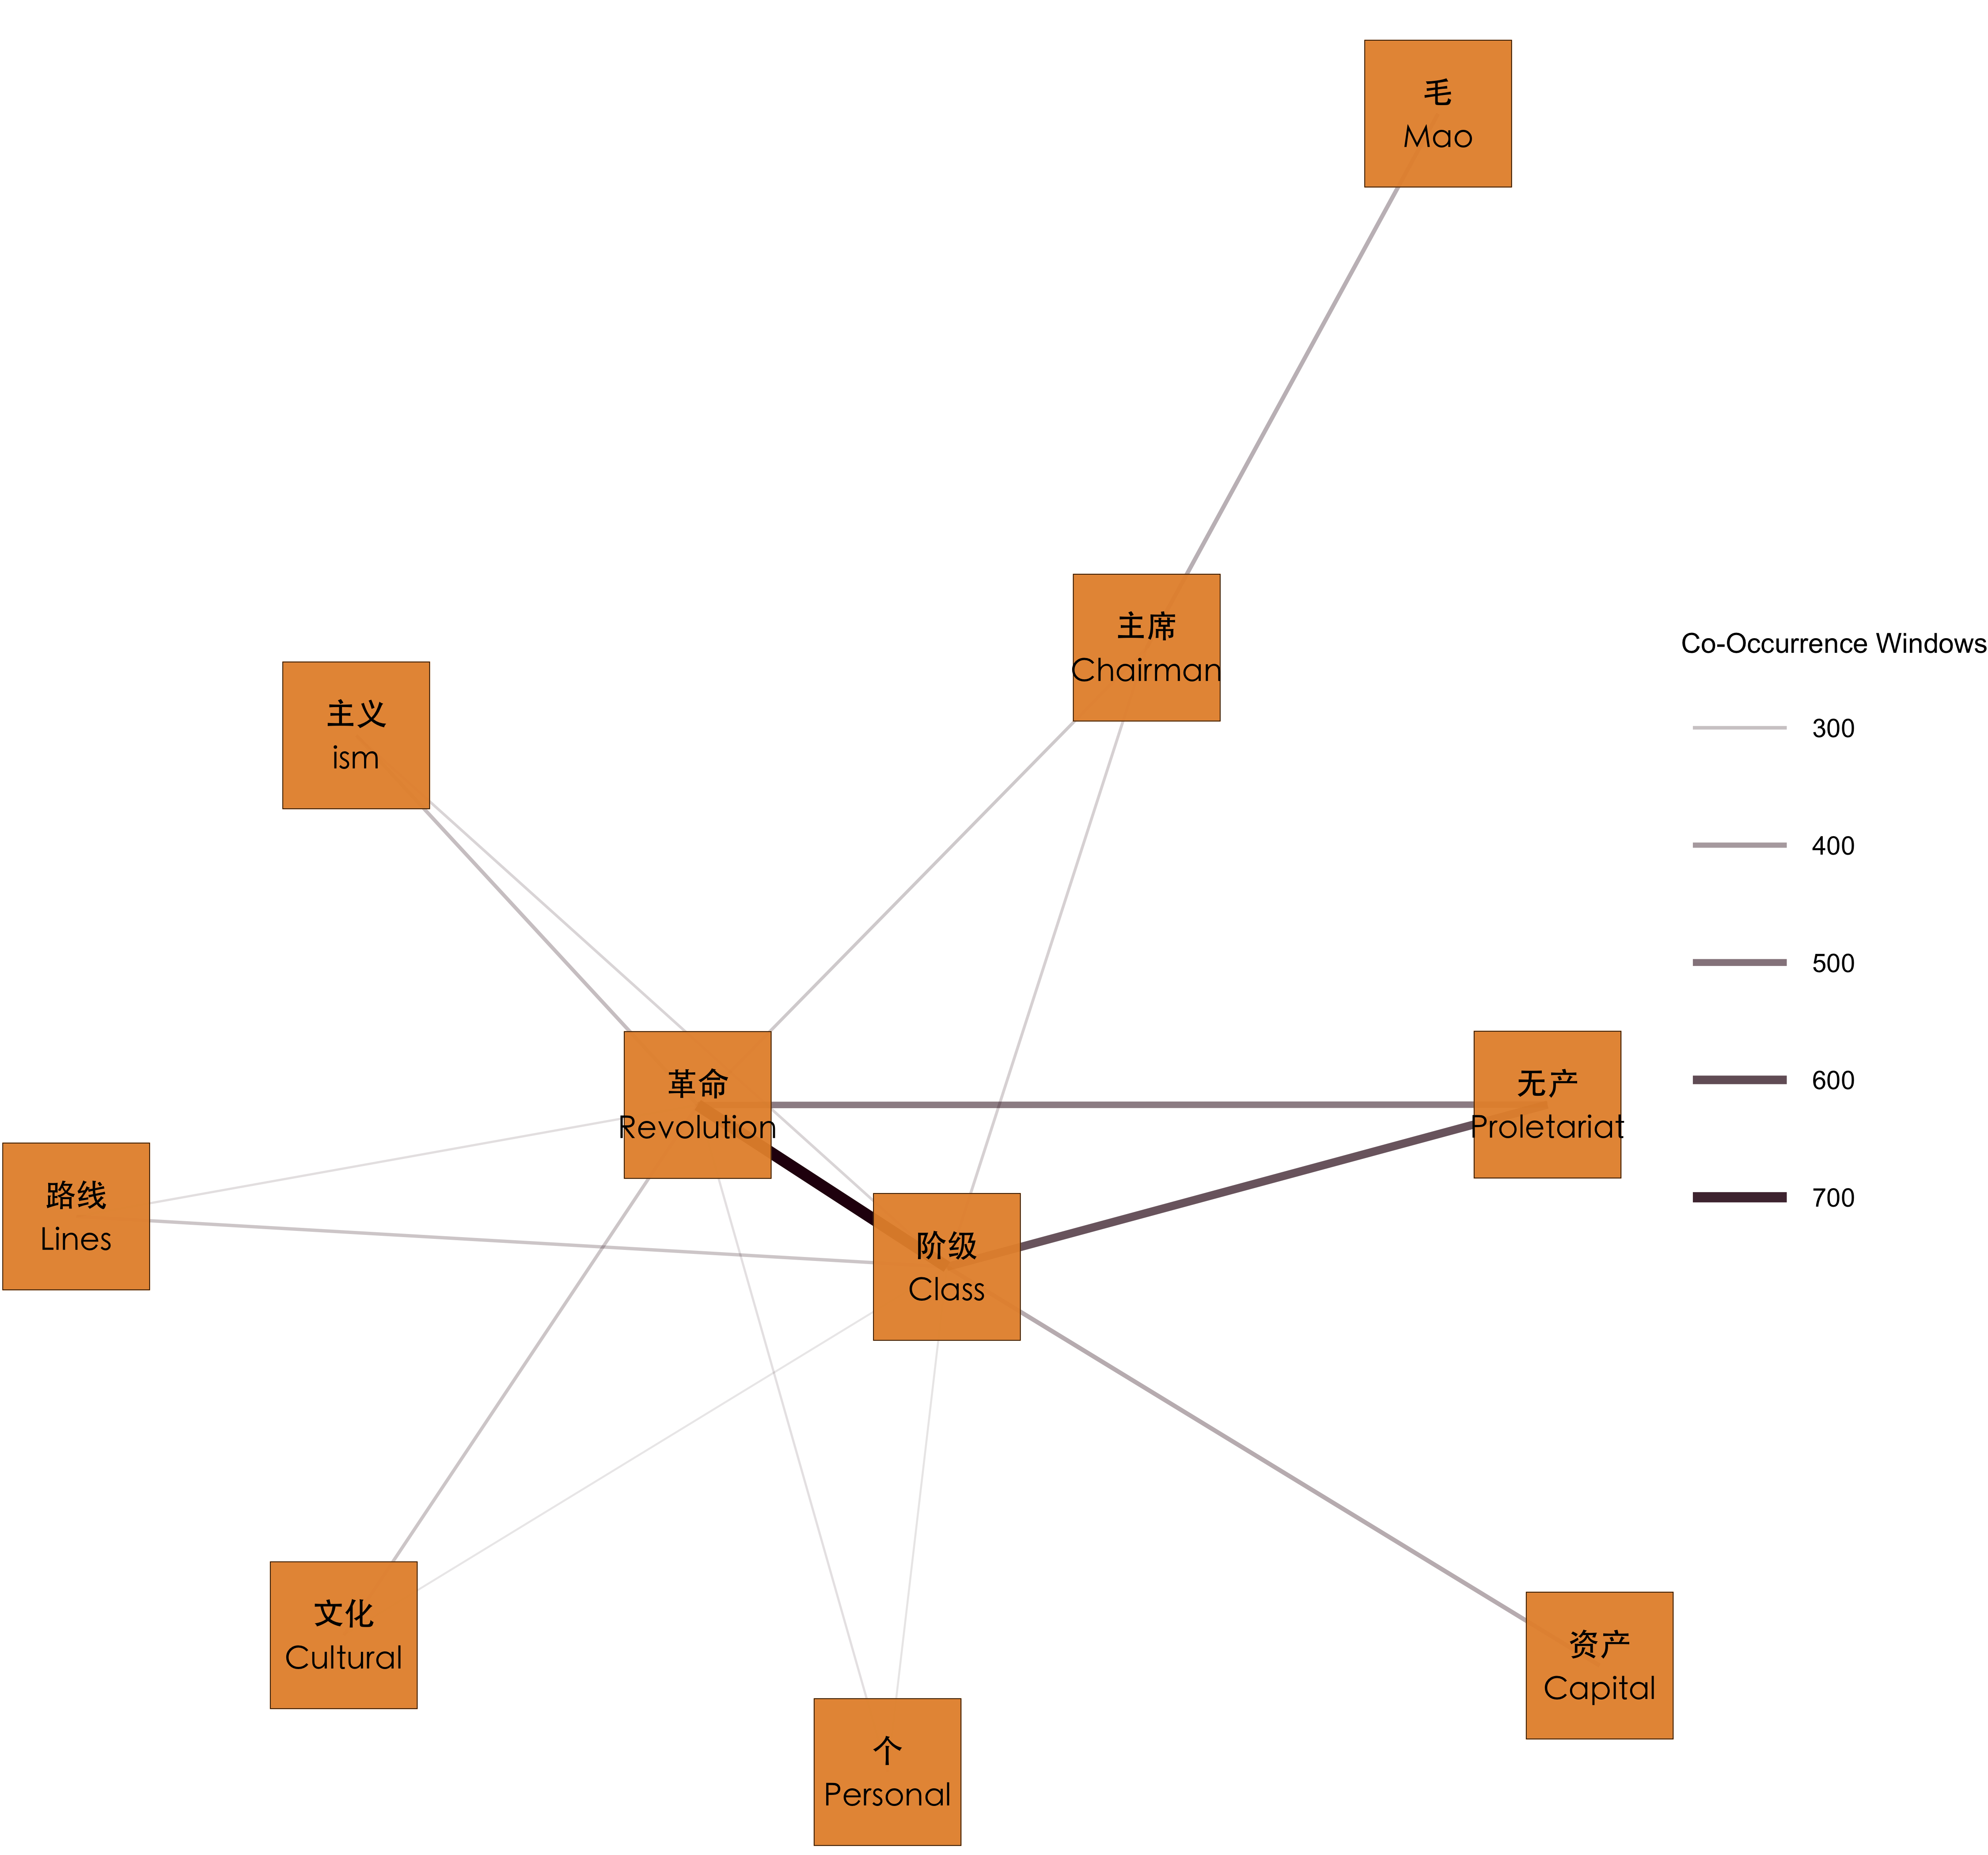 毛
Mao
主席
Chairman
主义
ism
革命
Revolution
无产
Proletariat
路线
Lines
阶级
Class
文化
Cultural
资产
Capital
个
Personal
Co-Occurrence Windows
300
400
500
600
700